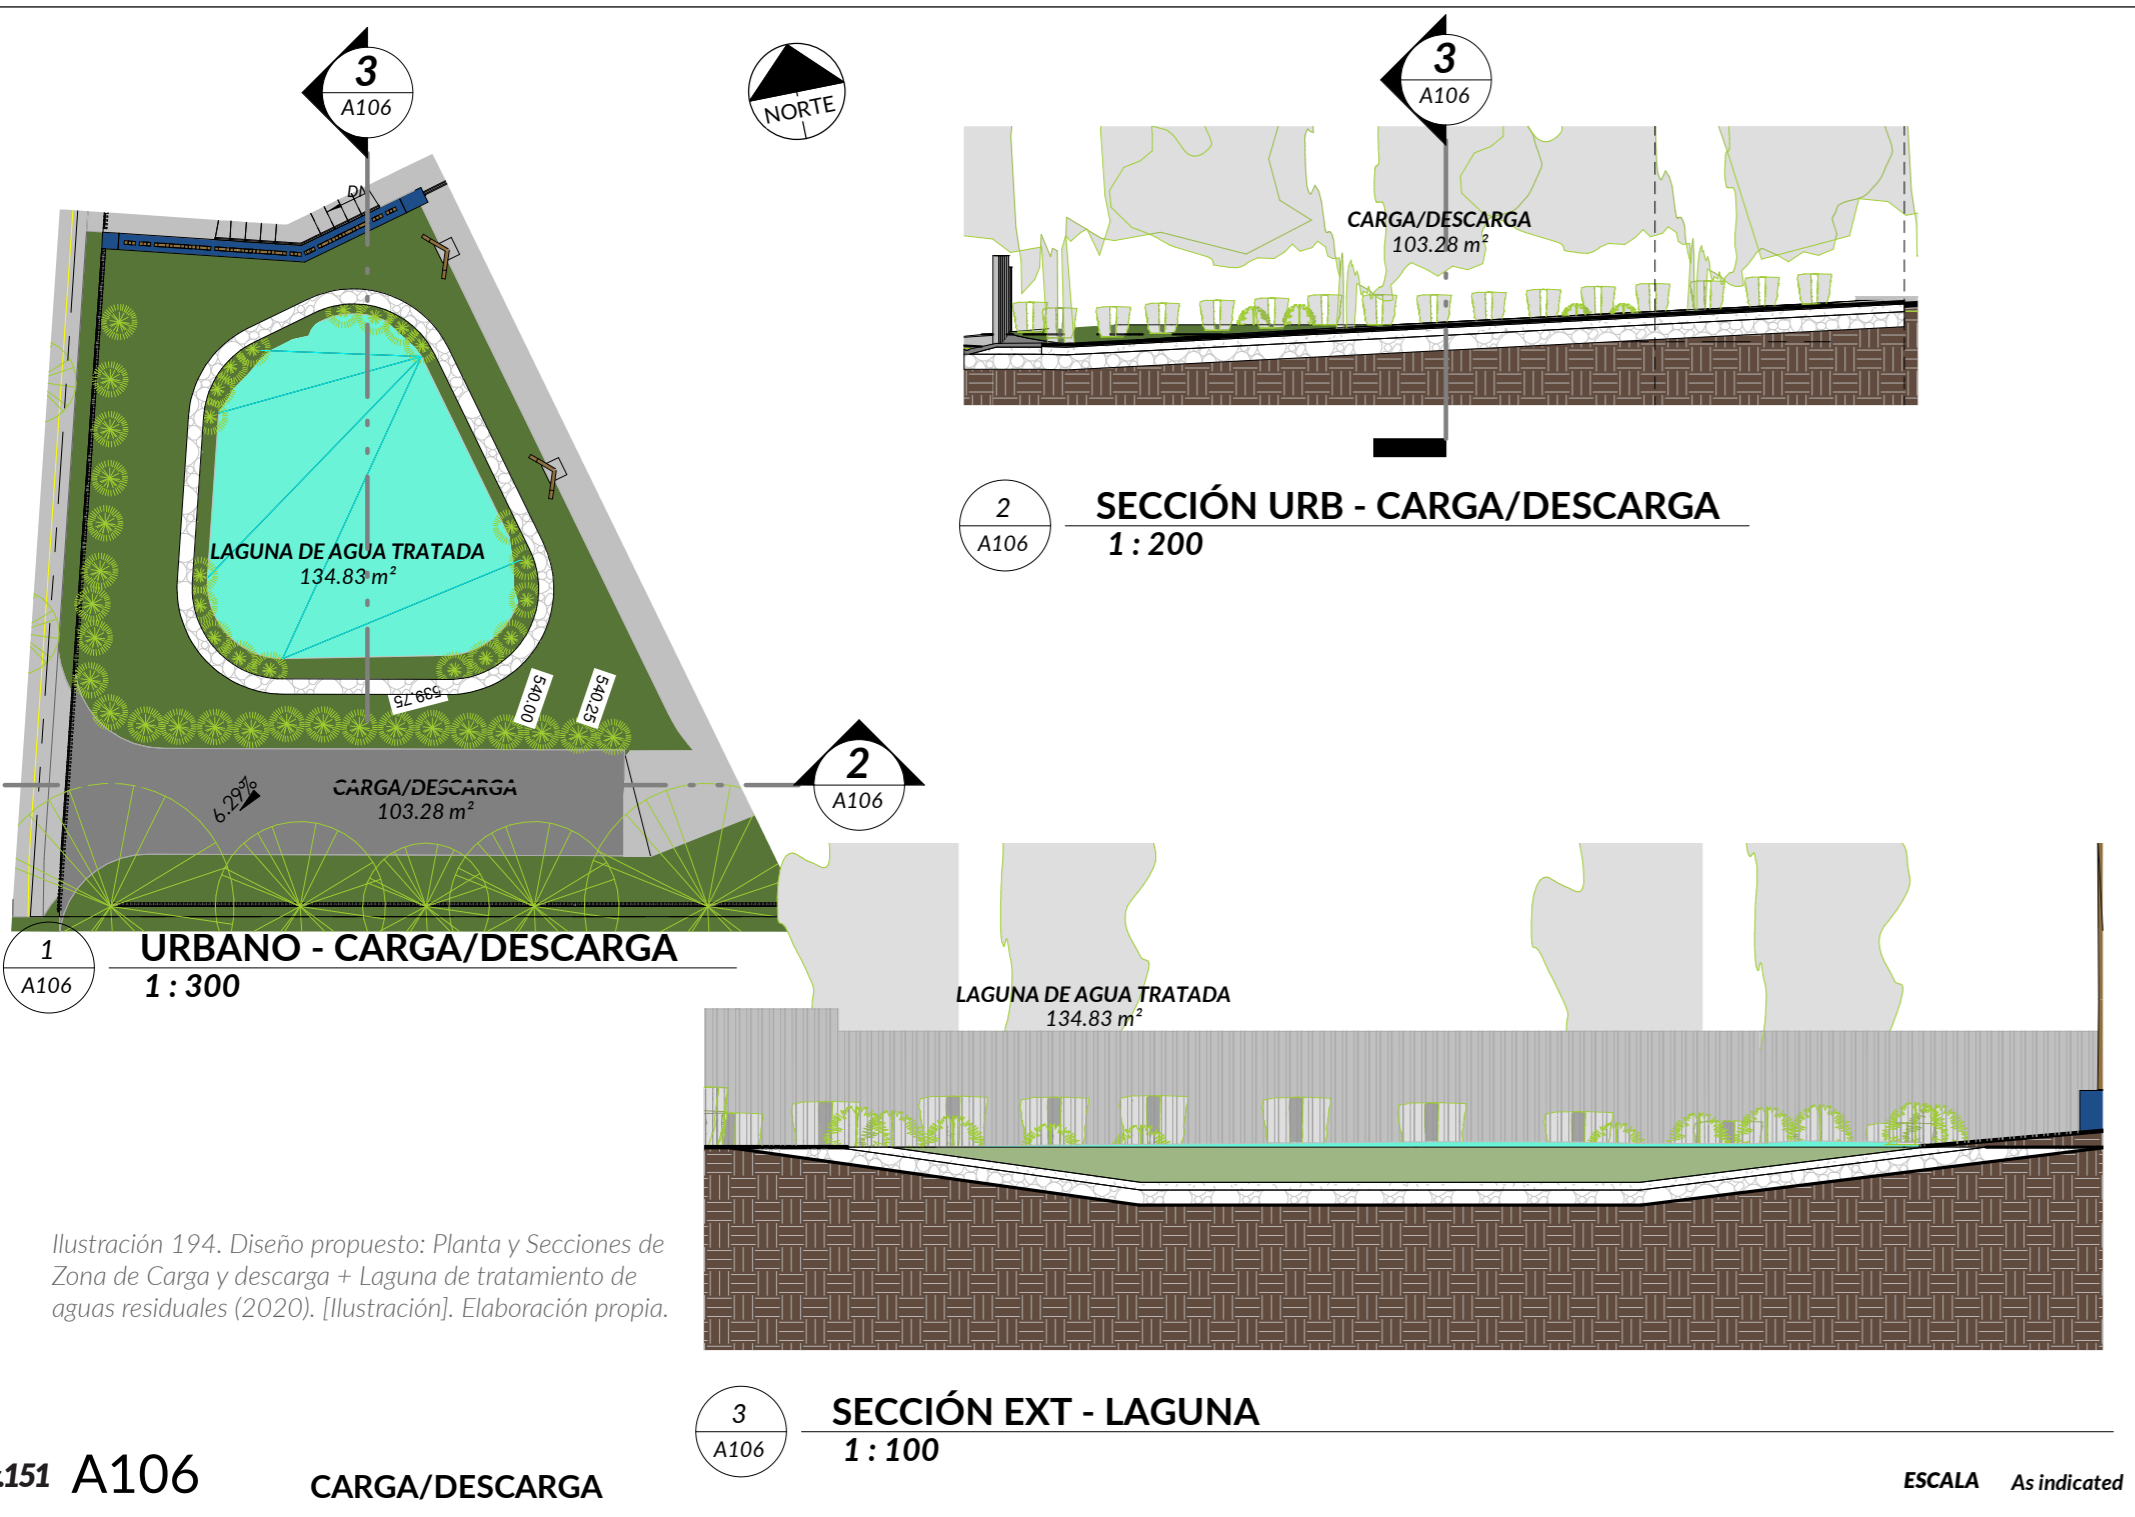 3
A106
NORTE
3
A106
DN
CARGA/DESCARGA
103.28 m²
LAGUNA DE AGUA TRATADA
134.83 m²
2
A106
SECCIÓN URB - CARGA/DESCARGA
1 : 200
539.75
540.00
540.25
6.29%
CARGA/DESCARGA
103.28 m²
2
A106
1
A106
URBANO - CARGA/DESCARGA
1 : 300
LAGUNA DE AGUA TRATADA
134.83 m²
Ilustración 194. Diseño propuesto: Planta y Secciones de
Zona de Carga y descarga + Laguna de tratamiento de
aguas residuales (2020). [Ilustración]. Elaboración propia.
3
A106
SECCIÓN EXT - LAGUNA
1 : 100
.151 A106
CARGA/DESCARGA
ESCALA As indicated